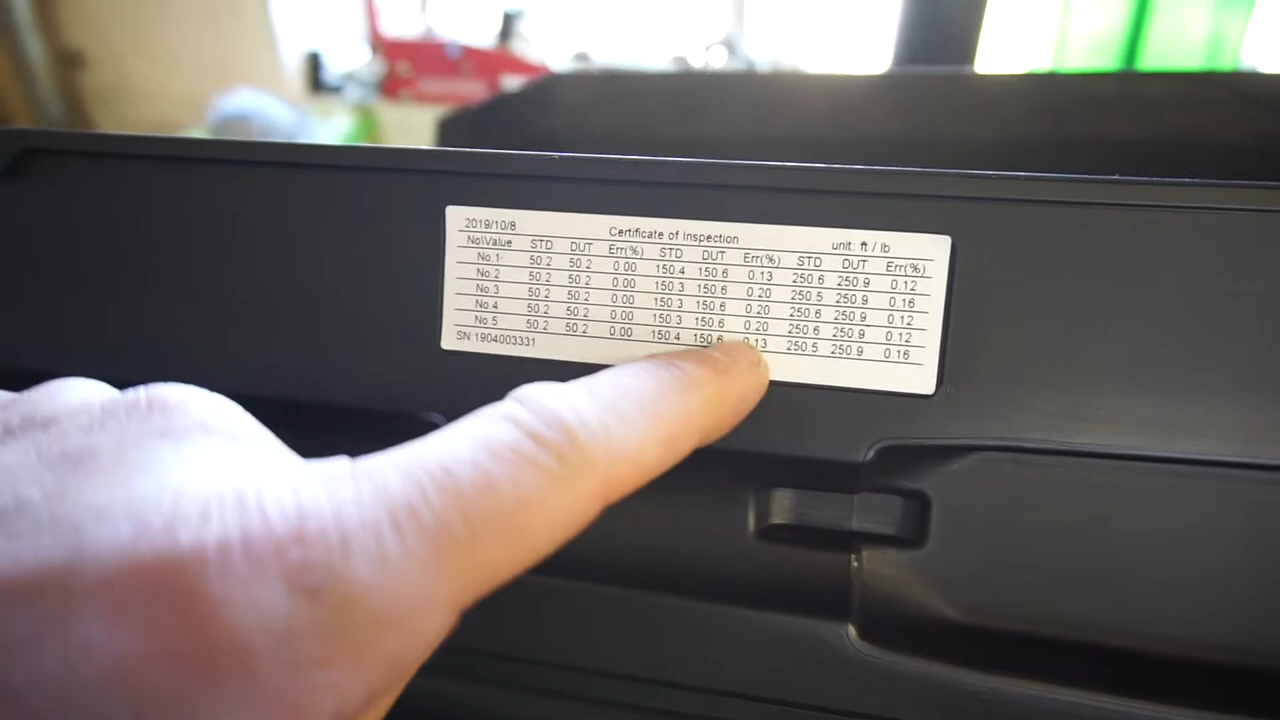 2019/10/8 Certificate of Inspection unit: ft / lb
No\Value STD DUT Err(%) STD DUT Err(%) STD DUT Err(%)
No.1 50.2 50.2 0.00 150.4 150.6 0.13 250.6 250.9 0.12
No.2 50.2 50.2 0.00 150.3 150.6 0.20 250.5 250.9 0.16
No.3 50.2 50.2 0.00 150.3 150.6 0.20 250.6 250.9 0.12
No.4 50.2 50.2 0.00 150.3 150.6 0.20 250.6 250.9 0.12
No.5 50.2 50.2 0.00 150.4 150.6 0.13 250.5 250.9 0.16
SN:1904003331